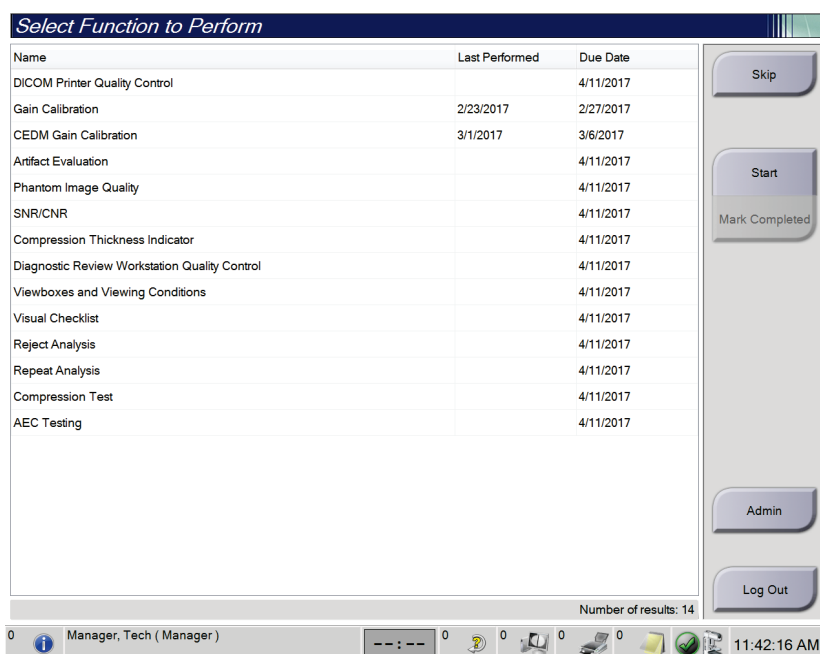 Select Function to Perform
Name Last Performed Due Date
DICOM Printer Quality Control 4/11/2017
Gain Calibration 2/23/2017 2/27/2017
CEDM Gain Calibration 3/1/2017 3/6/2017
Artifact Evaluation 4/11/2017
Phantom Image Quality 4/11/2017
SNR/CNR 4/11/2017
Compression Thickness Indicator 4/11/2017
Diagnostic Review Workstation Quality Control 4/11/2017
Viewboxes and Viewing Conditions 4/11/2017
Visual Checklist 4/11/2017
Reject Analysis 4/11/2017
Repeat Analysis 4/11/2017
Compression Test 4/11/2017
AEC Testing 4/11/2017
Number of results: 14
Skip
Start
Mark Completed
Admin
Log Out
0 Manager, Tech ( Manager ) --:-- 0 0 0 0 11:42:16 AM